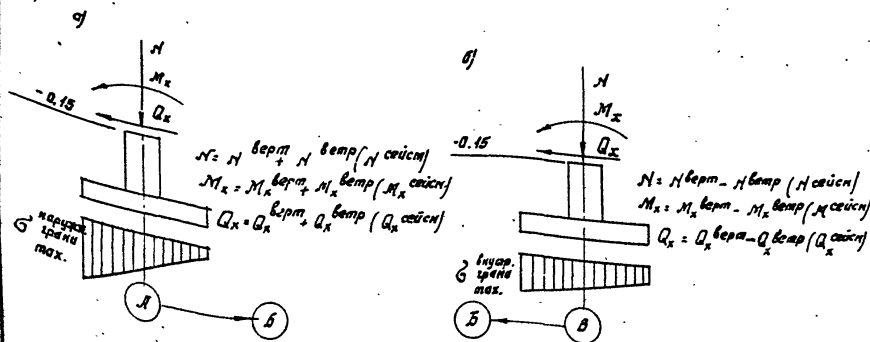 а)
N
Mx
Qx
-0.15
N = N верт + N ветр (N сейсм)
Mx = Mx верт + Mx ветр (Mx сейсм)
Qx = Qx верт + Qx ветр (Qx сейсм)
σ наружн. грани max.
А
Б
б)
N
Mx
Qx
-0.15
N = N верт - N ветр (N сейсм)
Mx = Mx верт - Mx ветр (M сейсм)
Qx = Qx верт - Qx ветр (Qx сейсм)
σ внутр. грани max.
Б
В